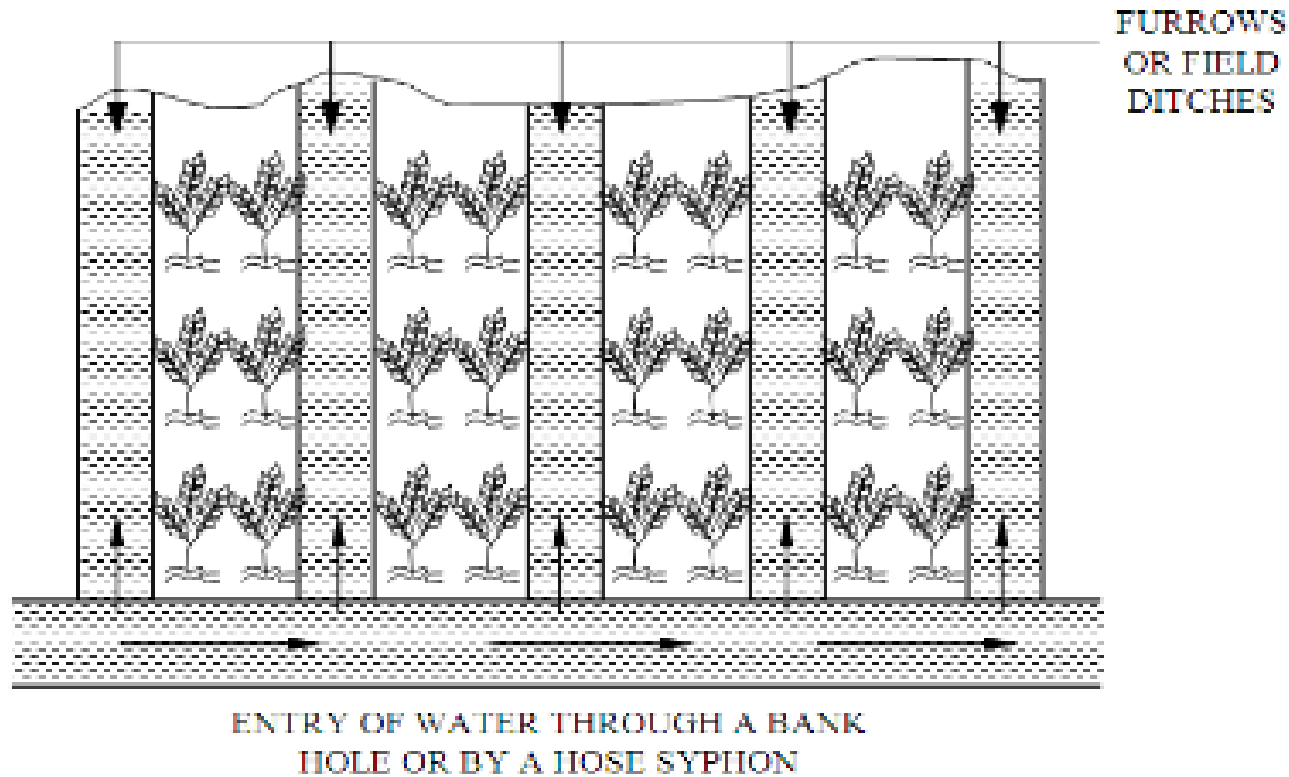 FURROWS
OR FIELD
DITCHES
ENTRY OF WATER THROUGH A BANK
HOLE OR BY A HOSE SYPHON